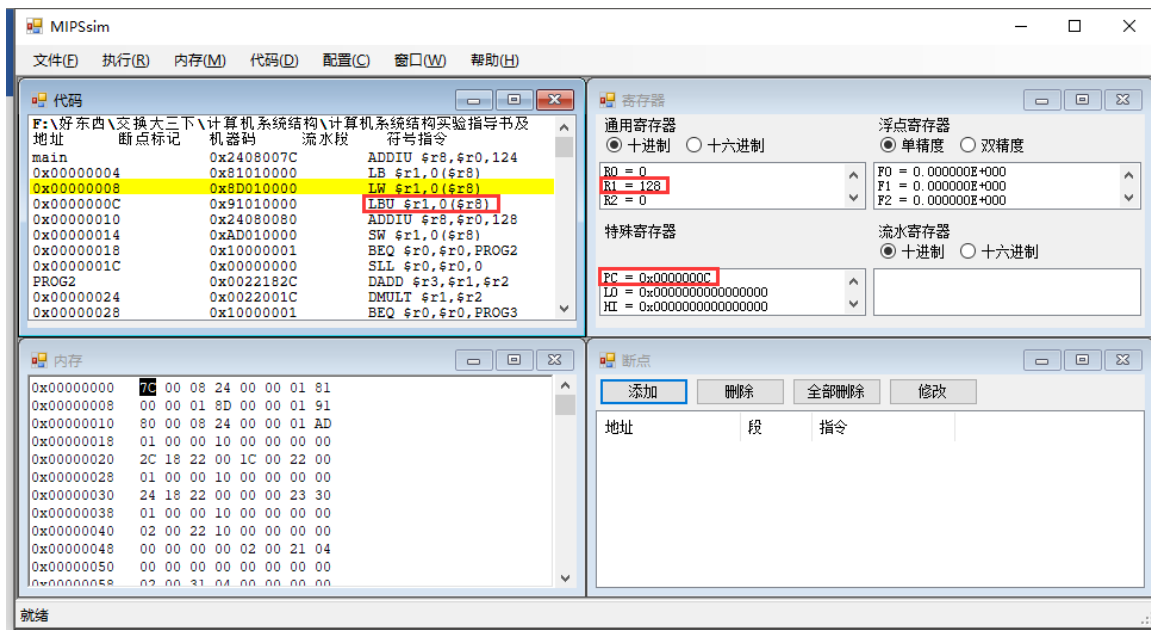 MIPSsim
文件(F) 执行(R) 内存(M) 代码(D) 配置(C) 窗口(W) 帮助(H)
代码
F:\好东西\交换大三下\计算机系统结构\计算机系统结构实验指导书及
地址 断点标记 机器码 流水段 符号指令
main 0x2408007C ADDIU $r8,$r0,124
0x00000004 0x81010000 LB $r1,0($r8)
0x00000008 0x8D010000 LW $r1,0($r8)
0x0000000C 0x91010000 LBU $r1,0($r8)
0x00000010 0x24080080 ADDIU $r8,$r0,128
0x00000014 0xAD010000 SW $r1,0($r8)
0x00000018 0x10000001 BEQ $r0,$r0,PROG2
0x0000001C 0x00000000 SLL $r0,$r0,0
PROG2 0x0022182C DADD $r3,$r1,$r2
0x00000024 0x0022001C DMULT $r1,$r2
0x00000028 0x10000001 BEQ $r0,$r0,PROG3
寄存器
通用寄存器
十进制 十六进制
R0 = 0
R1 = 128
R2 = 0
浮点寄存器
单精度 双精度
F0 = 0.000000E+000
F1 = 0.000000E+000
F2 = 0.000000E+000
特殊寄存器
PC = 0x0000000C
LO = 0x0000000000000000
HI = 0x0000000000000000
流水寄存器
十进制 十六进制
内存
0x00000000 7C 00 08 24 00 00 01 81
0x00000008 00 00 01 8D 00 00 01 91
0x00000010 80 00 08 24 00 00 01 AD
0x00000018 01 00 00 10 00 00 00 00
0x00000020 2C 18 22 00 1C 00 22 00
0x00000028 01 00 00 10 00 00 00 00
0x00000030 24 18 22 00 00 00 23 30
0x00000038 01 00 00 10 00 00 00 00
0x00000040 02 00 22 10 00 00 00 00
0x00000048 00 00 00 00 02 00 21 04
0x00000050 00 00 00 00 00 00 00 00
0x00000058 02 00 31 04 00 00 00 00
断点
添加 删除 全部删除 修改
地址 段 指令
就绪